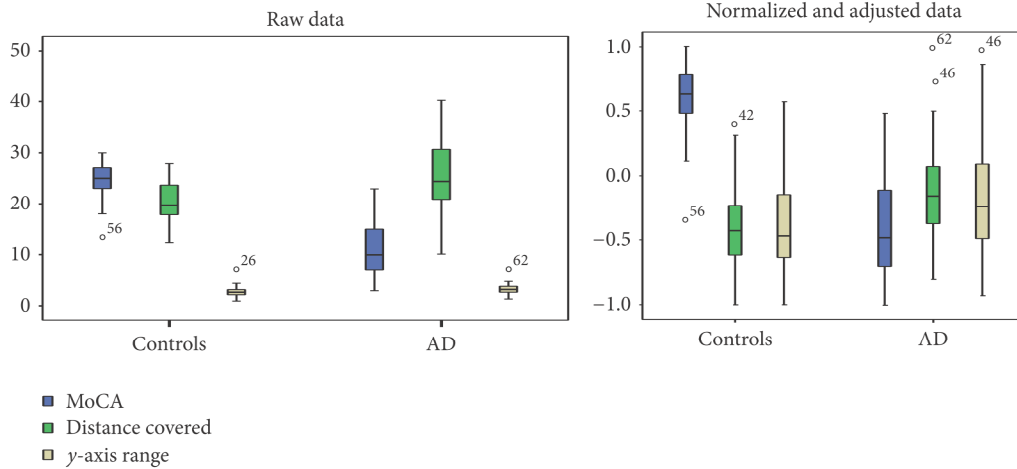 Raw data
50
40
30
20
10
0
56
26
62
Controls
AD
Normalized and adjusted data
1.0
0.5
0.0
−0.5
−1.0
56
42
62
46
46
Controls
ΛD
MoCA
Distance covered
y-axis range